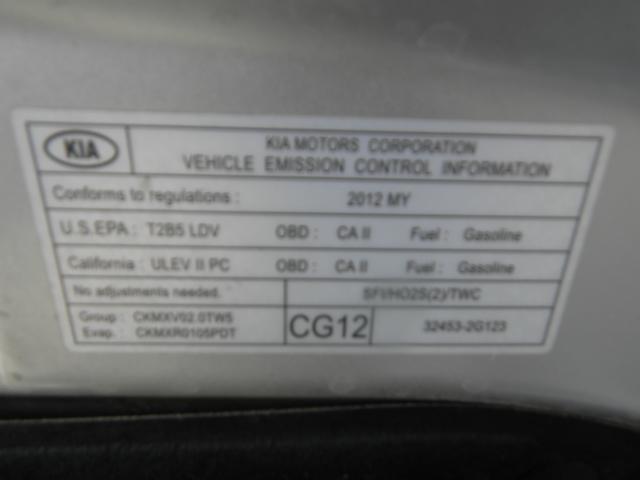 KIA
KIA MOTORS CORPORATION
VEHICLE EMISSION CONTROL INFORMATION
Conforms to regulations : 2012 MY
U.S.EPA : T2B5 LDV OBD : CA II Fuel : Gasoline
California : ULEV II PC OBD : CA II Fuel : Gasoline
No adjustments needed. SFI/HO2S(2)/TWC
Group : CKMXV02.0TW5
Evap. : CKMXR0105PDT
CG12
32453-2G123